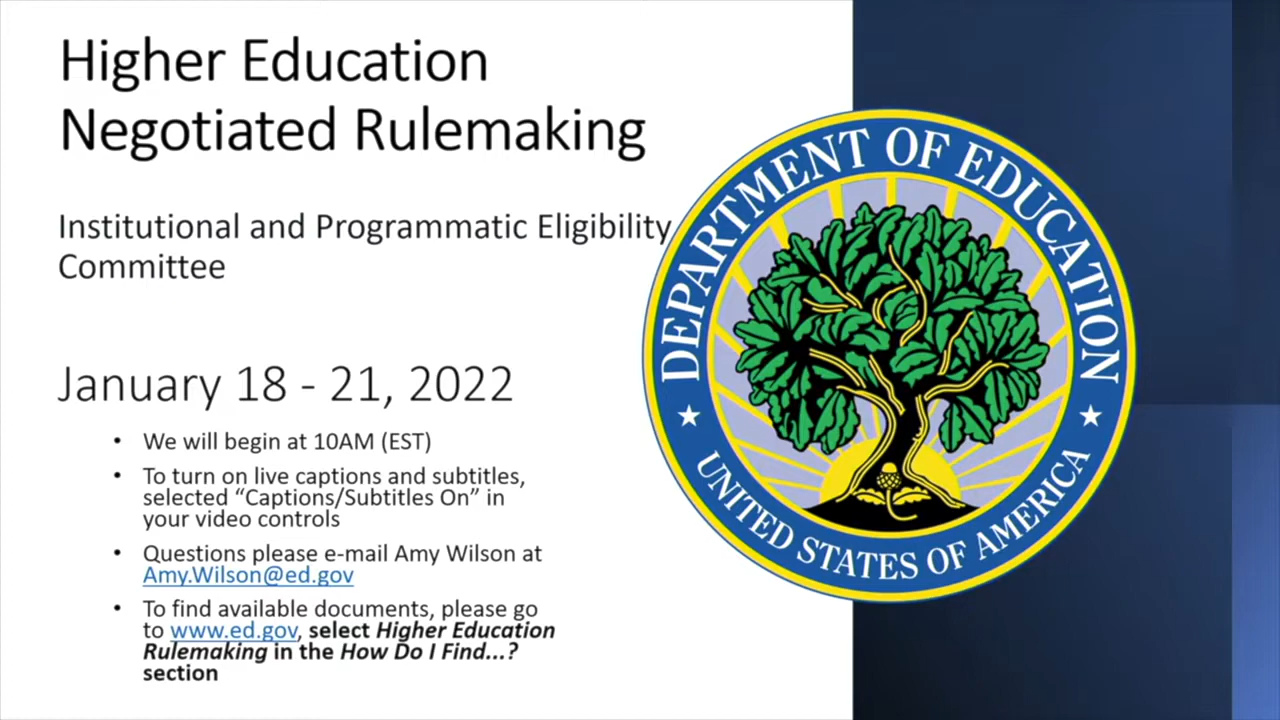 Higher Education
Negotiated Rulemaking
Institutional and Programmatic Eligibility
Committee
January 18 - 21, 2022
• We will begin at 10AM (EST)
• To turn on live captions and subtitles,
selected “Captions/Subtitles On” in
your video controls
• Questions please e-mail Amy Wilson at
Amy.Wilson@ed.gov
• To find available documents, please go
to www.ed.gov, select Higher Education
Rulemaking in the How Do I Find...?
section
DEPARTMENT OF EDUCATION
UNITED STATES OF AMERICA